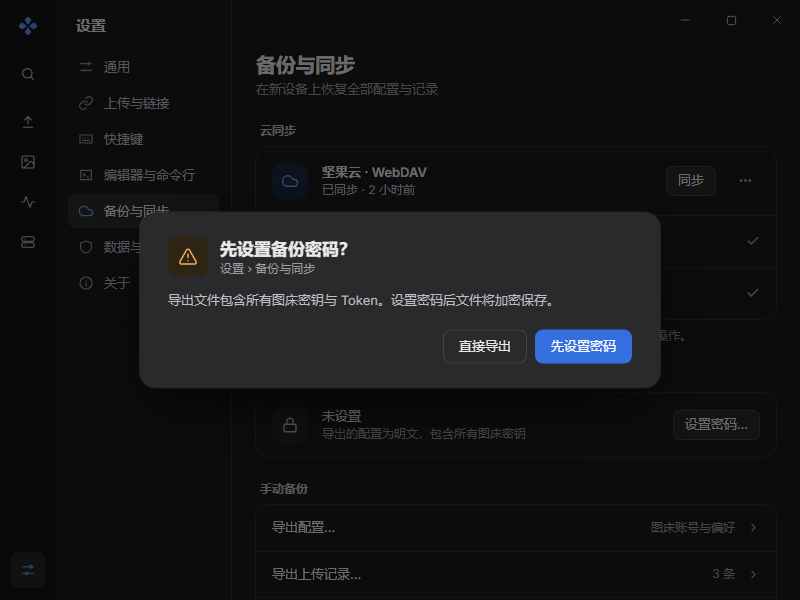 设置
通用
上传与链接
快捷键
编辑器与命令行
备份与同步
数据与
关于
备份与同步
在新设备上恢复全部配置与记录
云同步
坚果云 · WebDAV
已同步 · 2 小时前
同步
先设置备份密码?
设置 › 备份与同步
导出文件包含所有图床密钥与 Token。设置密码后文件将加密保存。
直接导出
先设置密码
操作。
未设置
导出的配置为明文，包含所有图床密钥
设置密码...
手动备份
导出配置...
图床账号与偏好
导出上传记录...
3 条